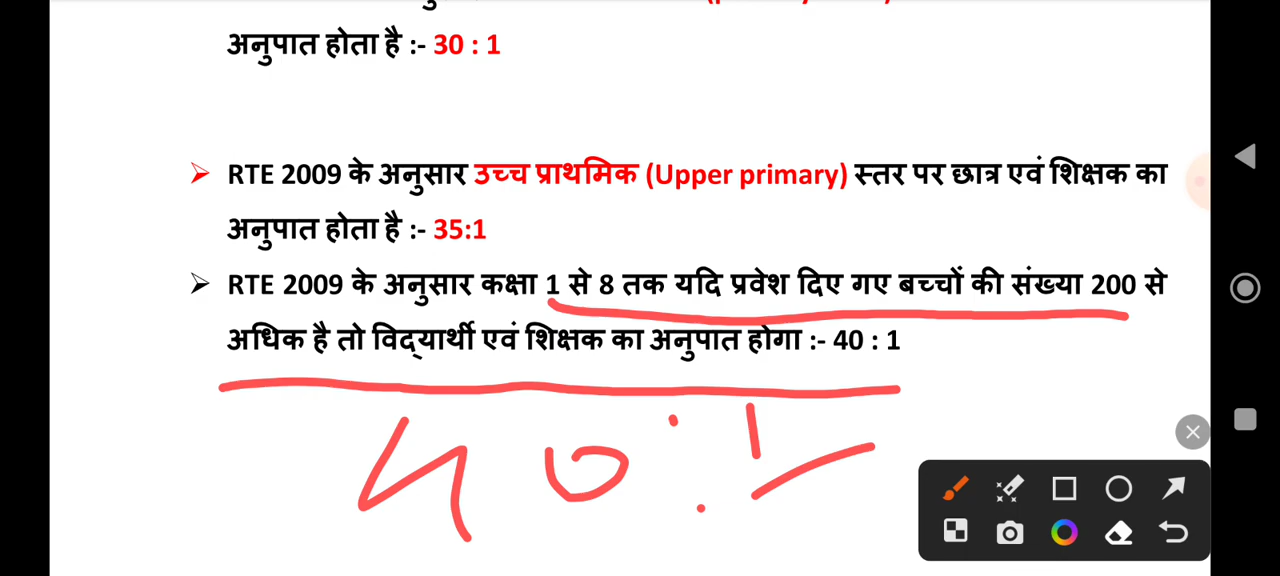 अनुपात होता है :- 30 : 1
➢ RTE 2009 के अनुसार उच्च प्राथमिक (Upper primary) स्तर पर छात्र एवं शिक्षक का
अनुपात होता है :- 35:1
➢ RTE 2009 के अनुसार कक्षा 1 से 8 तक यदि प्रवेश दिए गए बच्चों की संख्या 200 से
अधिक है तो विद्यार्थी एवं शिक्षक का अनुपात होगा :- 40 : 1
40 : 1